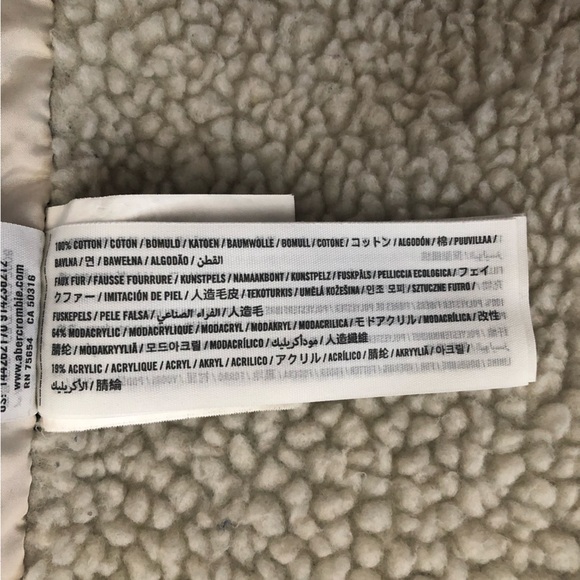 100% COTTON / COTON / BOMULD / KATOEN / BAUMWOLLE / BOMULL / COTONE / コットン / ALGODÓN / 棉 / PUUVILLAA /
BAVLNA / 면 / BAWEŁNA / ALGODÃO / القطن /
FAUX FUR / FAUSSE FOURRURE / KUNSTPELS / NAMAAKBONT / KUNSTPELZ / FUSKPÄLS / PELLICCIA ECOLOGICA / フェイ
クファー / IMITACIÓN DE PIEL / 人造毛皮 / TEKOTURKIS / UMĚLÁ KOŽEŠINA / 인조 모피 / SZTUCZNE FUTRO /
FUSKEPELS / PELE FALSA / الفراء الصناعي / 人造毛
64% MODACRYLIC / MODACRYLIQUE / MODACRYL / MODAKRYL / MODACRILICA / モドアクリル / MODACRÍLICA / 改性
腈纶 / MODAKRYYLIÄ / 모드아크릴 / MODACRÍLICO / مودأكريليك / 人造纖維
19% ACRYLIC / ACRYLIQUE / ACRYL / AKRYL / ACRILICO / アクリル / ACRÍLICO / 腈纶 / AKRYYLIÄ / 아크릴 /
الأكريليك / 腈綸
www.abercrombie.com
RN 75654 CA 50316